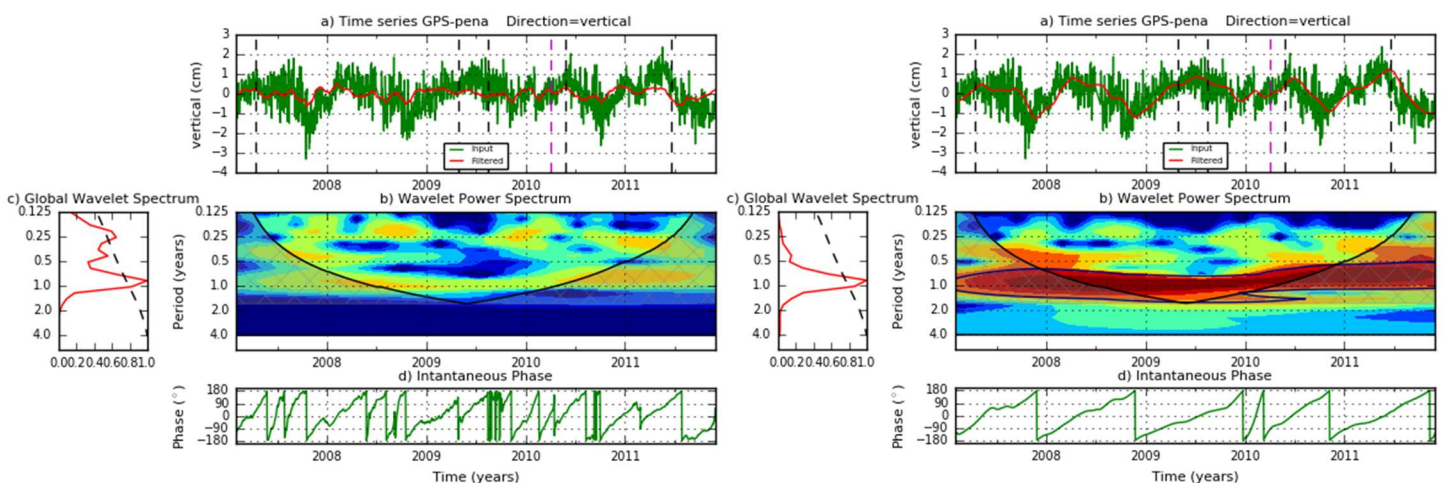 a) Time series GPS-pena Direction=vertical
3
2
1
0
−1
−2
−3
−4
vertical (cm)
Input
Filtered
2008 2009 2010 2011
c) Global Wavelet Spectrum
0.125
0.25
0.5
1.0
2.0
4.0
0.00.20.40.60.81.0
b) Wavelet Power Spectrum
0.125
0.25
0.5
1.0
2.0
4.0
Period (years)
2008 2009 2010 2011
d) Intantaneous Phase
180
90
0
−90
−180
Phase (°)
2008 2009 2010 2011
Time (years)
a) Time series GPS-pena Direction=vertical
3
2
1
0
−1
−2
−3
−4
vertical (cm)
Input
Filtered
2008 2009 2010 2011
c) Global Wavelet Spectrum
0.125
0.25
0.5
1.0
2.0
4.0
0.00.20.40.60.81.0
b) Wavelet Power Spectrum
0.125
0.25
0.5
1.0
2.0
4.0
Period (years)
2008 2009 2010 2011
d) Intantaneous Phase
180
90
0
−90
−180
Phase (°)
2008 2009 2010 2011
Time (years)